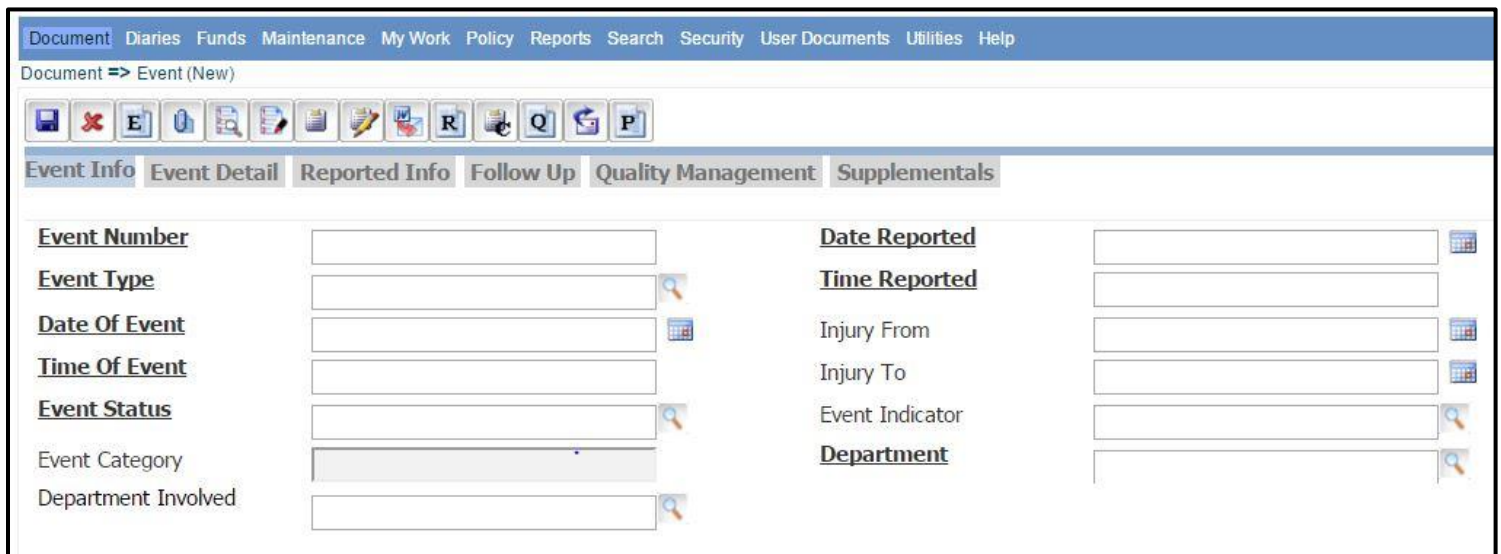 Document Diaries Funds Maintenance My Work Policy Reports Search Security User Documents Utilities Help
Document => Event (New)
E R C Q P
Event Info Event Detail Reported Info Follow Up Quality Management Supplementals
Event Number Date Reported
Event Type Time Reported
Date Of Event Injury From
Time Of Event Injury To
Event Status Event Indicator
Event Category Department
Department Involved